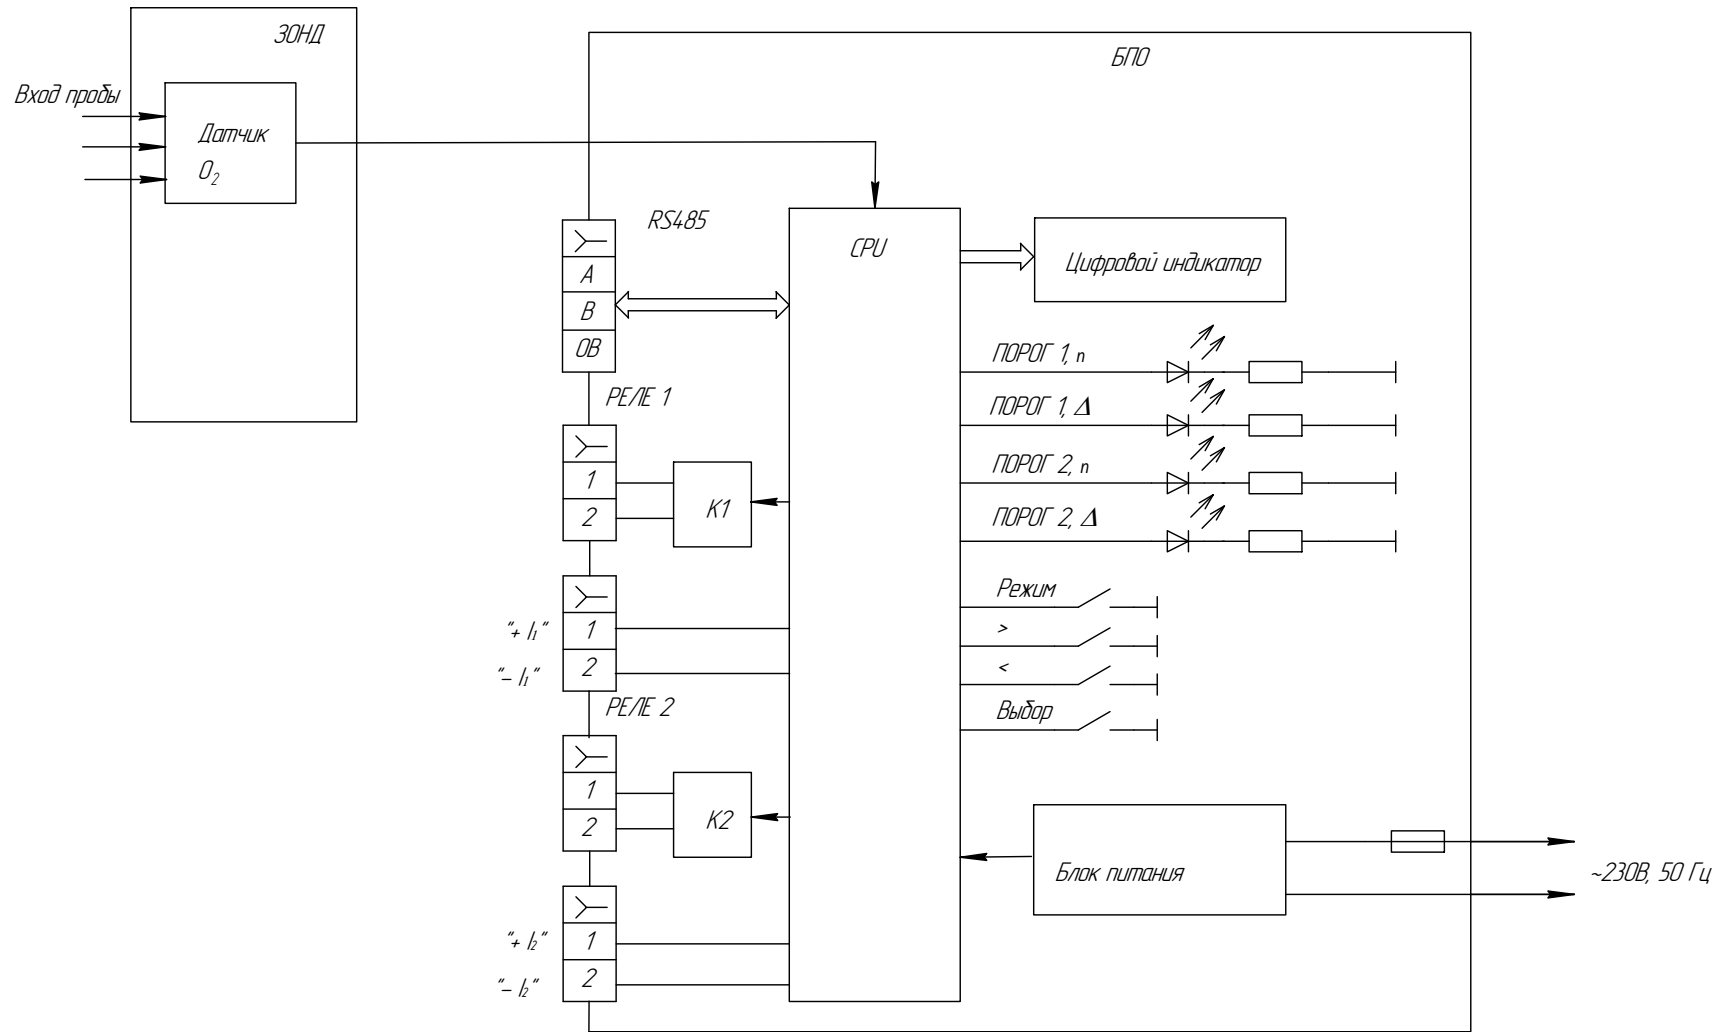 ЗОНД
БПО
Вход пробы
Датчик
O₂
RS485
CPU
Цифровой индикатор
A
B
0В
ПОРОГ 1, n
РЕЛЕ 1
ПОРОГ 1, Δ
ПОРОГ 2, n
1
2
K1
ПОРОГ 2, Δ
Режим
"+ I₁"
1
>
"– I₁"
2
<
РЕЛЕ 2
Выбор
1
2
K2
Блок питания
~230В, 50 Гц
"+ I₂"
1
"– I₂"
2